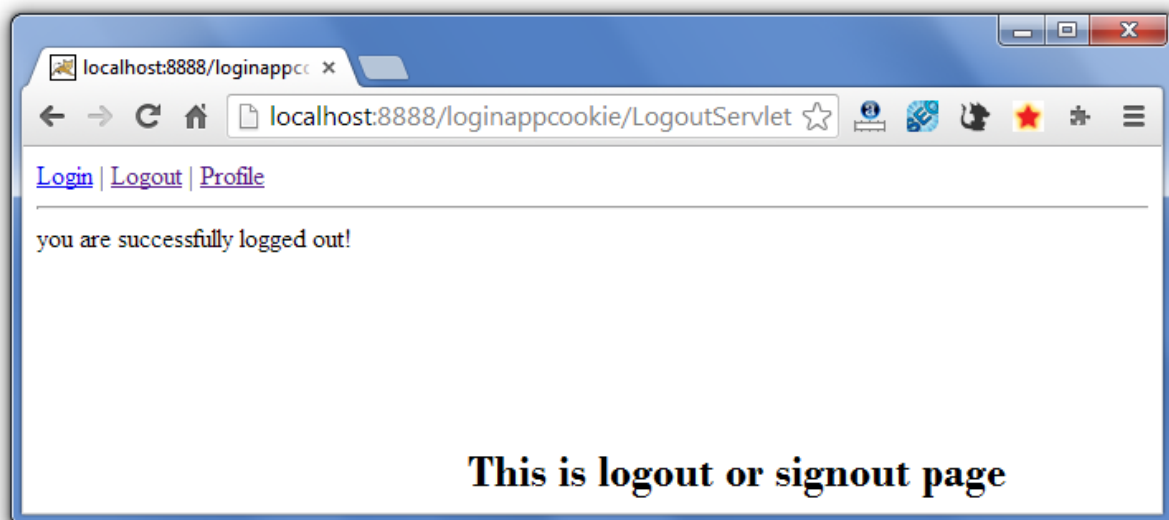 localhost:8888/loginappcc
localhost:8888/loginappcookie/LogoutServlet
Login | Logout | Profile
you are successfully logged out!
This is logout or signout page